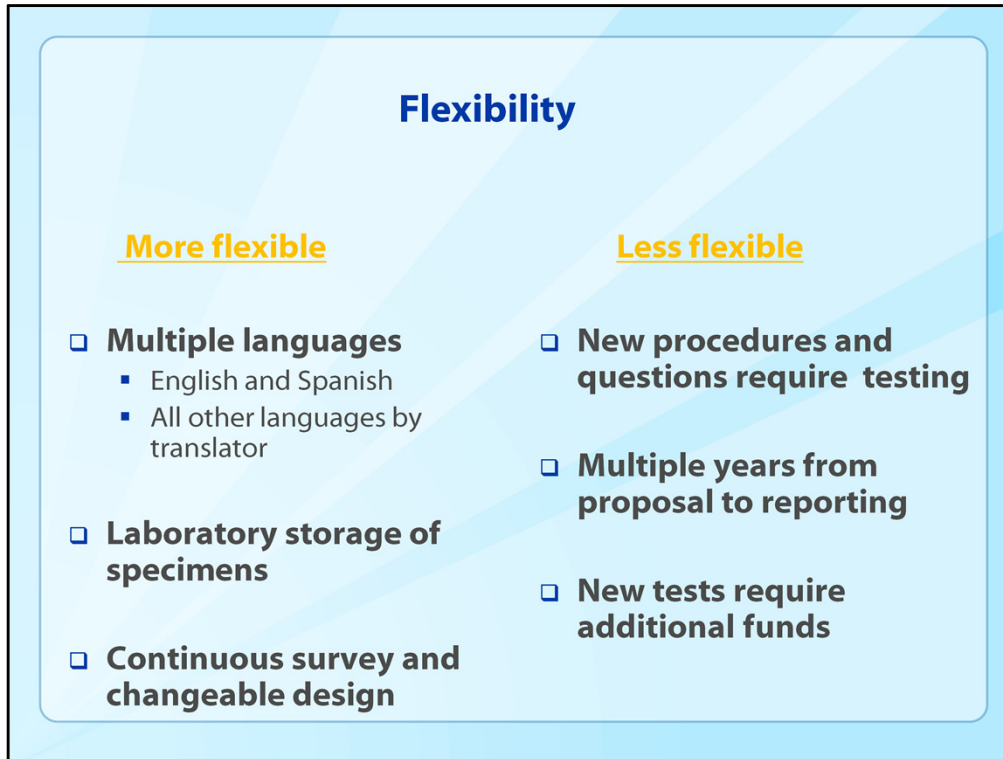 Flexibility
More flexible
Multiple languages
English and Spanish
All other languages by
translator
Laboratory storage of
specimens
Continuous survey and
changeable design
Less flexible
New procedures and
questions require testing
Multiple years from
proposal to reporting
New tests require
additional funds